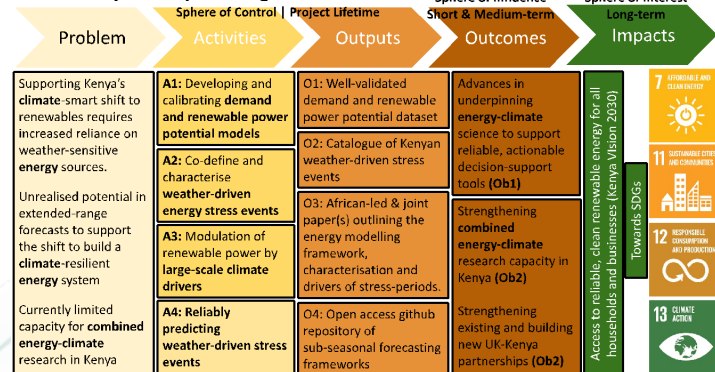 Sphere of Control | Project Lifetime
Short & Medium-term
Long-term
Problem
Activities
Outputs
Outcomes
Impacts
Supporting Kenya's
climate-smart shift to
renewables requires
increased reliance on
weather-sensitive
energy sources.
Unrealised potential in
extended-range
forecasts to support
the shift to build a
climate-resilient
energy system
Currently limited
capacity for combined
energy-climate
research in Kenya
A1: Developing and
calibrating demand
and renewable power
potential models
A2: Co-define and
characterise
weather-driven
energy stress events
A3: Modulation of
renewable power by
large-scale climate
drivers
A4: Reliably
predicting
weather-driven stress
events
O1: Well-validated
demand and renewable
power potential dataset
O2: Catalogue of Kenyan
weather-driven stress
events
O3: African-led & joint
paper(s) outlining the
energy modelling
framework,
characterisation and
drivers of stress-periods.
O4: Open access github
repository of
sub-seasonal forecasting
frameworks
Advances in
underpinning
energy-climate
science to support
reliable, actionable
decision-support
tools (Ob1)
Strengthening
combined
energy-climate
research capacity in
Kenya (Ob2)
Strengthening
existing and building
new UK-Kenya
partnerships (Ob2)
Access to reliable, clean renewable energy for all
households and businesses (Kenya Vision 2030)
Towards SDGs
7 AFFORDABLE AND
CLEAN ENERGY
11 SUSTAINABLE CITIES
AND COMMUNITIES
12 RESPONSIBLE
CONSUMPTION
AND PRODUCTION
13 CLIMATE
ACTION